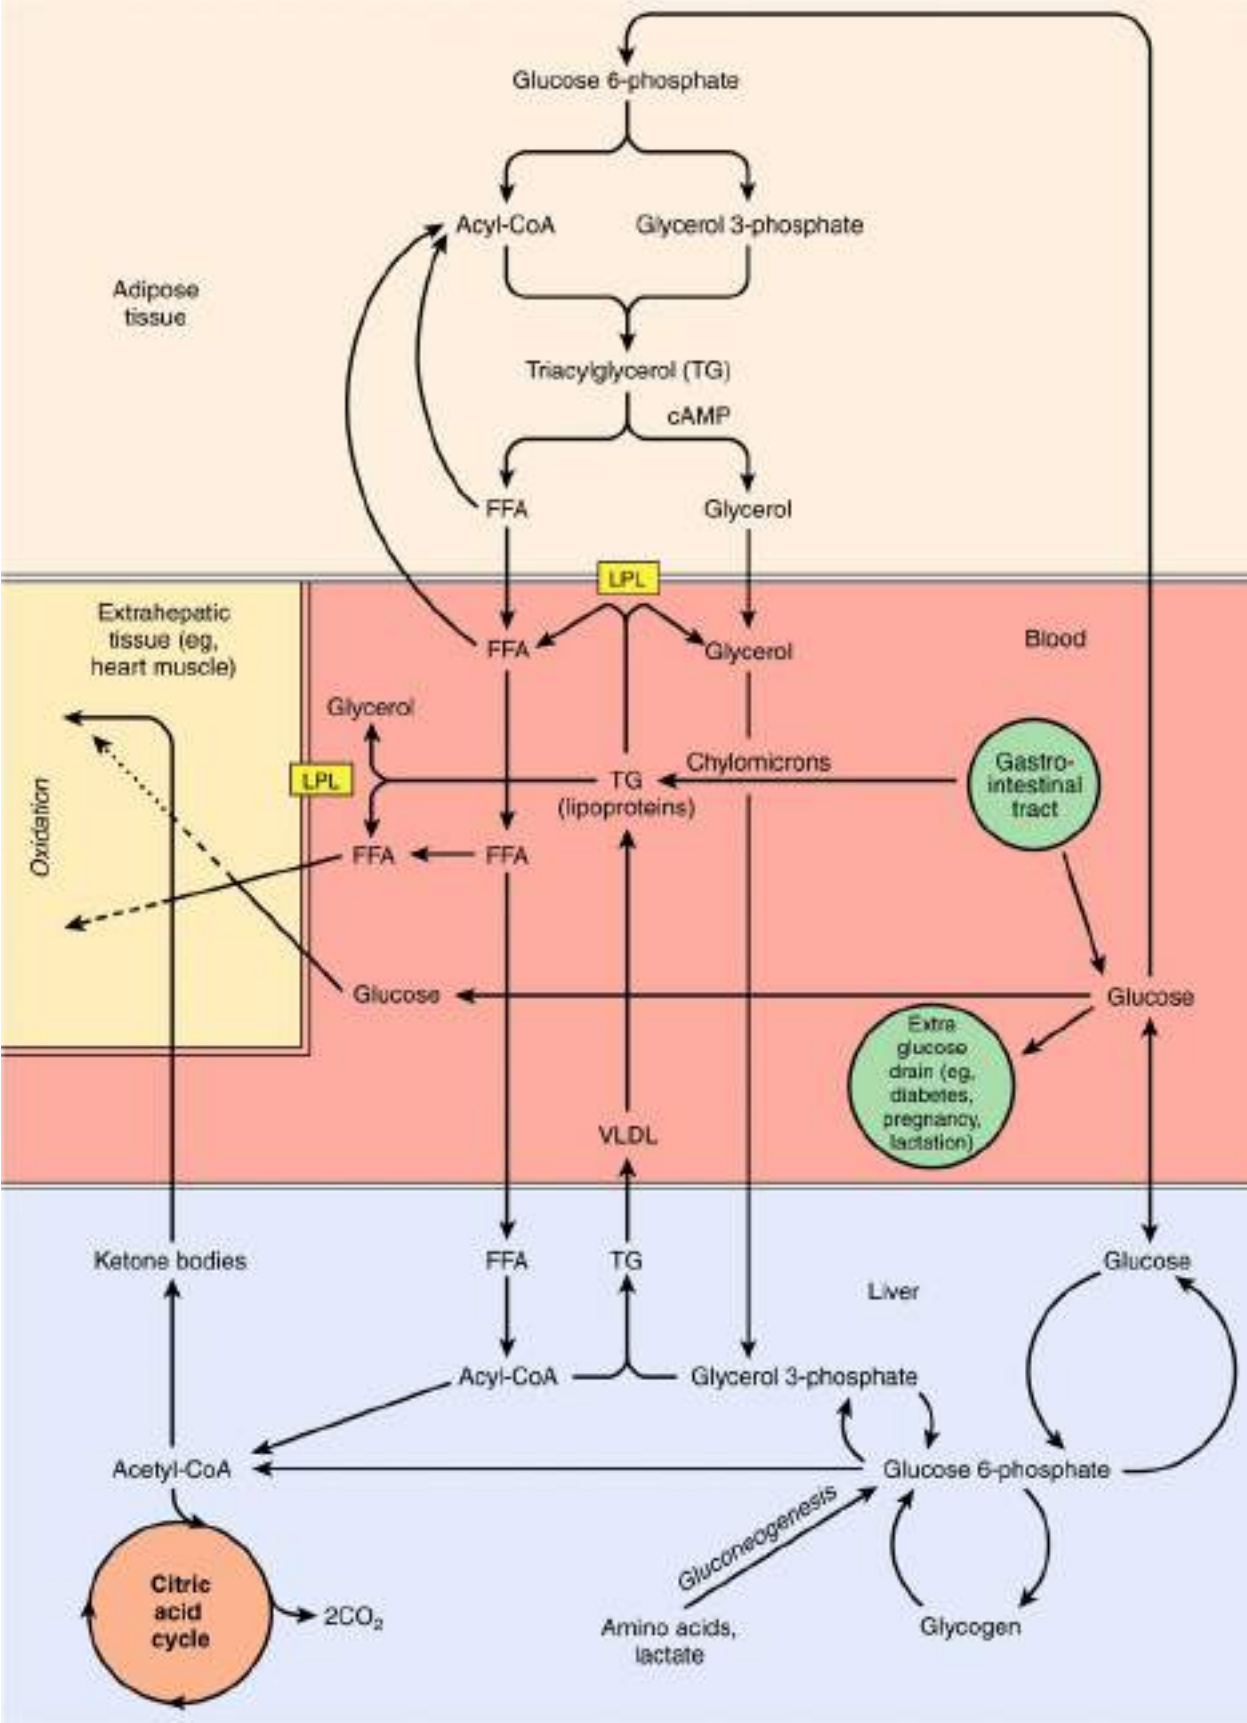 Glucose 6-phosphate
Acyl-CoA
Glycerol 3-phosphate
Adipose
tissue
Triacylglycerol (TG)
cAMP
FFA
Glycerol
LPL
Extrahepatic
tissue (eg,
heart muscle)
Blood
FFA
Glycerol
Glycerol
Chylomicrons
Gastro-
intestinal
tract
LPL
TG
(lipoproteins)
Oxidation
FFA
FFA
Glucose
Glucose
Extra
glucose
drain (eg,
diabetes,
pregnancy,
lactation)
VLDL
Ketone bodies
FFA
TG
Glucose
Liver
Acyl-CoA
Glycerol 3-phosphate
Acetyl-CoA
Glucose 6-phosphate
Gluconeogenesis
Citric
acid
cycle
2CO₂
Amino acids,
lactate
Glycogen